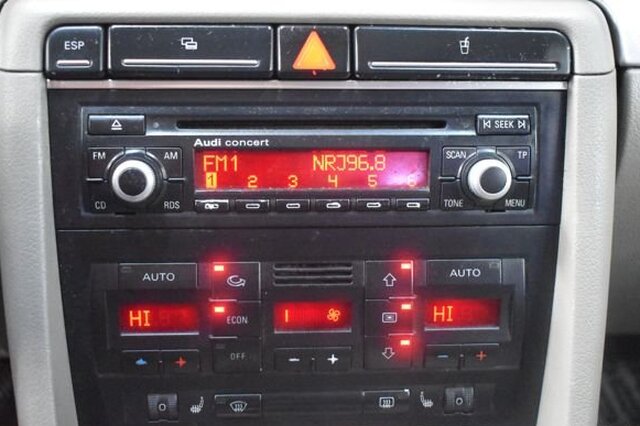 ESP
SEEK
Audi concert
FM AM
FM1 NRJ96.8
SCAN TP
1 2 3 4 5 6
CD RDS
TONE MENU
AUTO AUTO
HI ECON HI
OFF